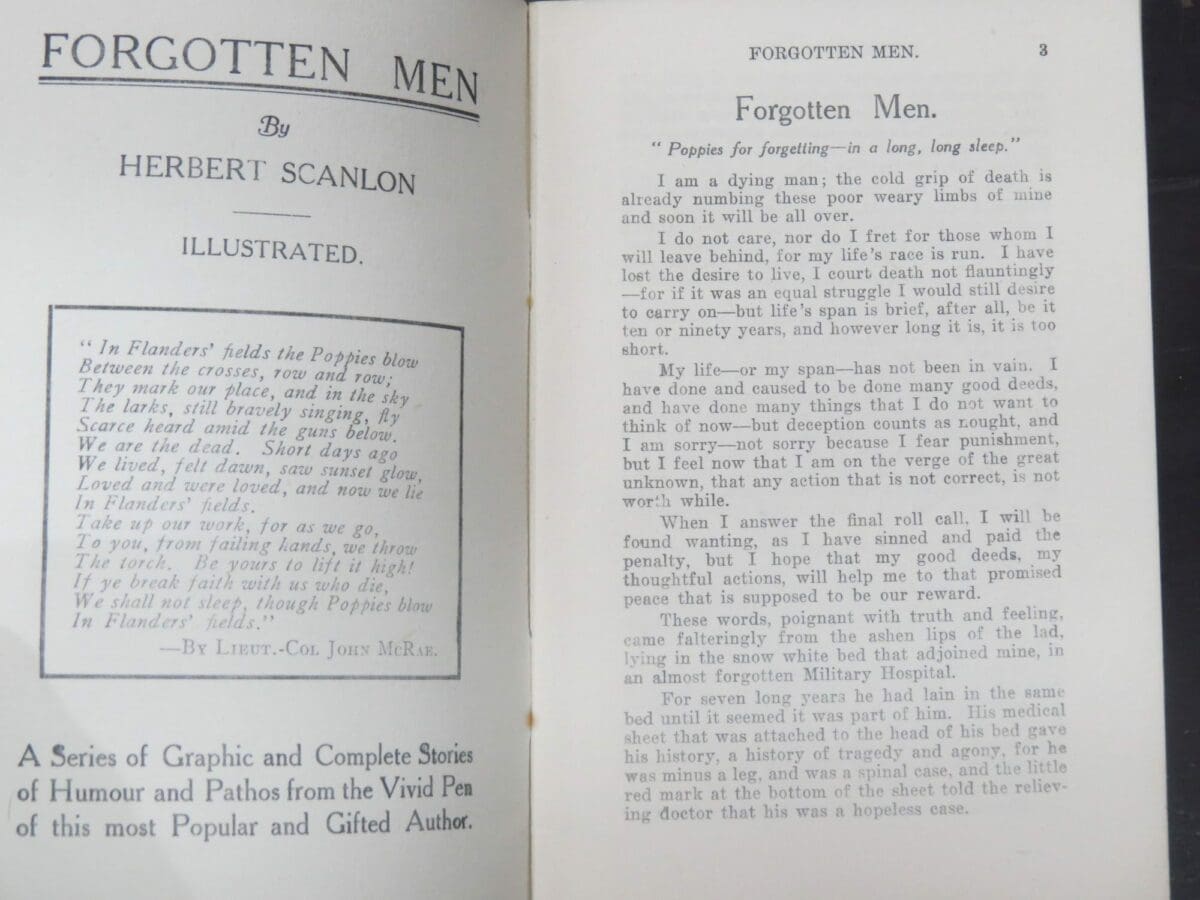 FORGOTTEN MEN
By
HERBERT SCANLON
ILLUSTRATED.
" In Flanders' fields the Poppies blow
Between the crosses, row and row;
They mark our place, and in the sky
The larks, still bravely singing, fly
Scarce heard amid the guns below.
We are the dead. Short days ago
We lived, felt dawn, saw sunset glow,
Loved and were loved, and now we lie
In Flanders' fields.
Take up our work, for as we go,
To you, from failing hands, we throw
The torch. Be yours to lift it high!
If ye break faith with us who die,
We shall not sleep, though Poppies blow
In Flanders' fields."
—By Lieut.-Col John McRae.
A Series of Graphic and Complete Stories
of Humour and Pathos from the Vivid Pen
of this most Popular and Gifted Author.
FORGOTTEN MEN. 3
Forgotten Men.
" Poppies for forgetting—in a long, long sleep."
I am a dying man; the cold grip of death is
already numbing these poor weary limbs of mine
and soon it will be all over.
I do not care, nor do I fret for those whom I
will leave behind, for my life's race is run. I have
lost the desire to live, I court death not flauntingly
—for if it was an equal struggle I would still desire
to carry on—but life's span is brief, after all, be it
ten or ninety years, and however long it is, it is too
short.
My life—or my span—has not been in vain. I
have done and caused to be done many good deeds,
and have done many things that I do not want to
think of now—but deception counts as nought, and
I am sorry—not sorry because I fear punishment,
but I feel now that I am on the verge of the great
unknown, that any action that is not correct, is not
worth while.
When I answer the final roll call, I will be
found wanting, as I have sinned and paid the
penalty, but I hope that my good deeds, my
thoughtful actions, will help me to that promised
peace that is supposed to be our reward.
These words, poignant with truth and feeling,
came falteringly from the ashen lips of the lad,
lying in the snow white bed that adjoined mine, in
an almost forgotten Military Hospital.
For seven long years he had lain in the same
bed until it seemed it was part of him. His medical
sheet that was attached to the head of his bed gave
his history, a history of tragedy and agony, for he
was minus a leg, and was a spinal case, and the little
red mark at the bottom of the sheet told the reliev-
ing doctor that his was a hopeless case.